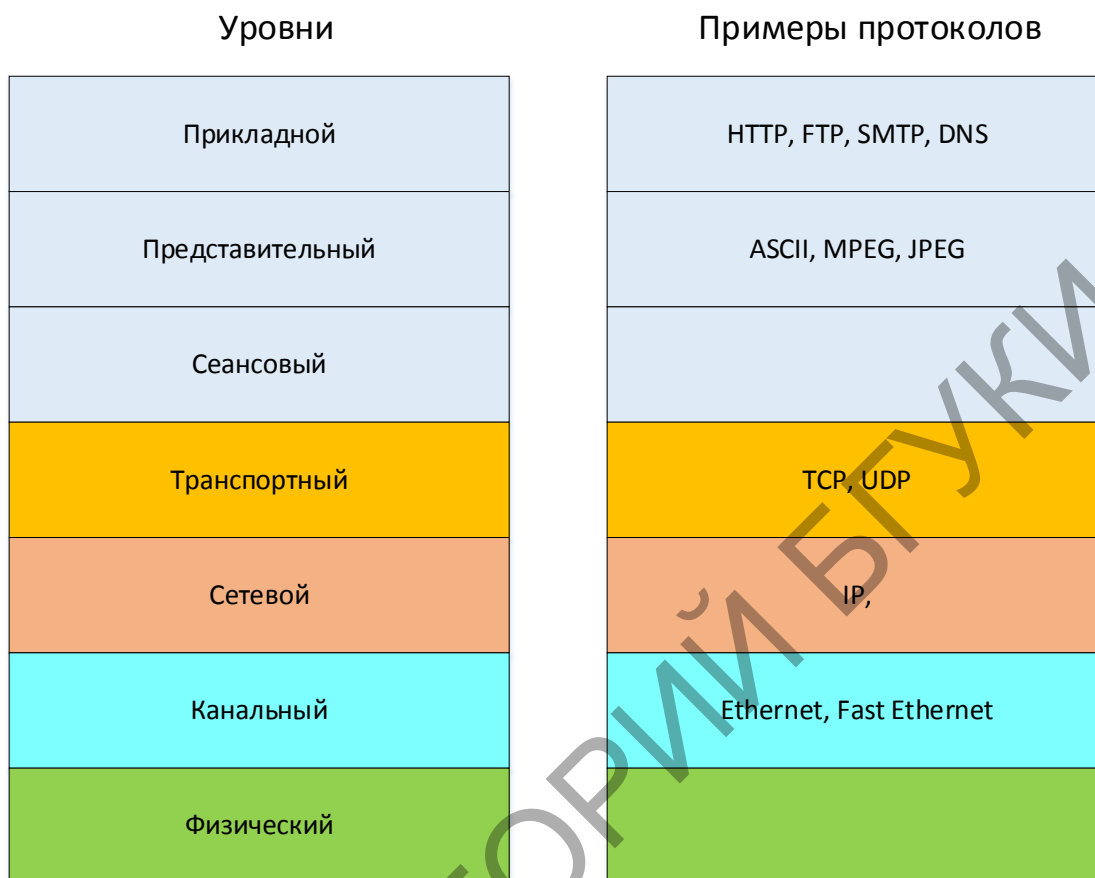 Уровни
Примеры протоколов
Прикладной
HTTP, FTP, SMTP, DNS
Представительный
ASCII, MPEG, JPEG
Сеансовый
Транспортный
TCP, UDP
Сетевой
IP,
Канальный
Ethernet, Fast Ethernet
Физический
ОРИЙ БГУКИ